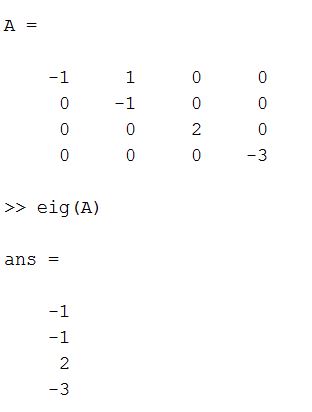 A =
-1 1 0 0
0 -1 0 0
0 0 2 0
0 0 0 -3
>> eig(A)
ans =
-1
-1
2
-3